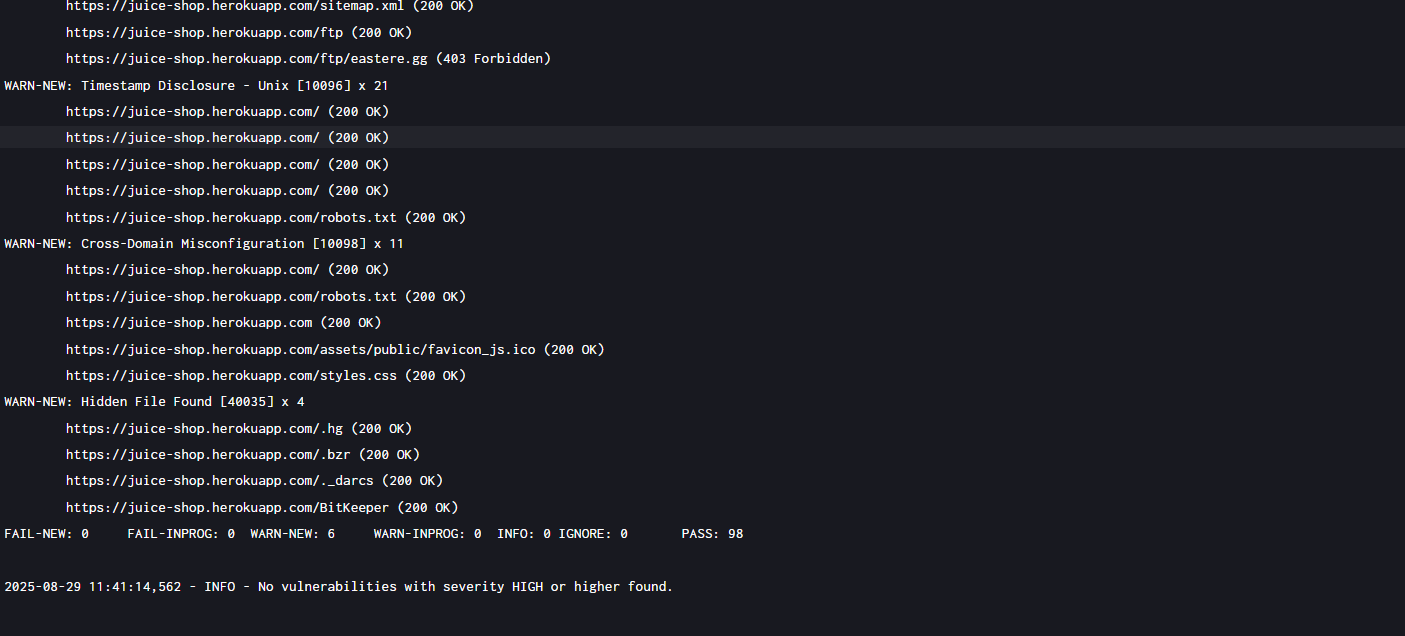 https://juice-shop.herokuapp.com/sitemap.xml (200 OK)
https://juice-shop.herokuapp.com/ftp (200 OK)
https://juice-shop.herokuapp.com/ftp/eastere.gg (403 Forbidden)
WARN-NEW: Timestamp Disclosure - Unix [10096] x 21
https://juice-shop.herokuapp.com/ (200 OK)
https://juice-shop.herokuapp.com/ (200 OK)
https://juice-shop.herokuapp.com/ (200 OK)
https://juice-shop.herokuapp.com/ (200 OK)
https://juice-shop.herokuapp.com/robots.txt (200 OK)
WARN-NEW: Cross-Domain Misconfiguration [10098] x 11
https://juice-shop.herokuapp.com/ (200 OK)
https://juice-shop.herokuapp.com/robots.txt (200 OK)
https://juice-shop.herokuapp.com (200 OK)
https://juice-shop.herokuapp.com/assets/public/favicon_js.ico (200 OK)
https://juice-shop.herokuapp.com/styles.css (200 OK)
WARN-NEW: Hidden File Found [40035] x 4
https://juice-shop.herokuapp.com/.hg (200 OK)
https://juice-shop.herokuapp.com/.bzr (200 OK)
https://juice-shop.herokuapp.com/._darcs (200 OK)
https://juice-shop.herokuapp.com/BitKeeper (200 OK)
FAIL-NEW: 0 FAIL-INPROG: 0 WARN-NEW: 6 WARN-INPROG: 0 INFO: 0 IGNORE: 0 PASS: 98
2025-08-29 11:41:14,562 - INFO - No vulnerabilities with severity HIGH or higher found.